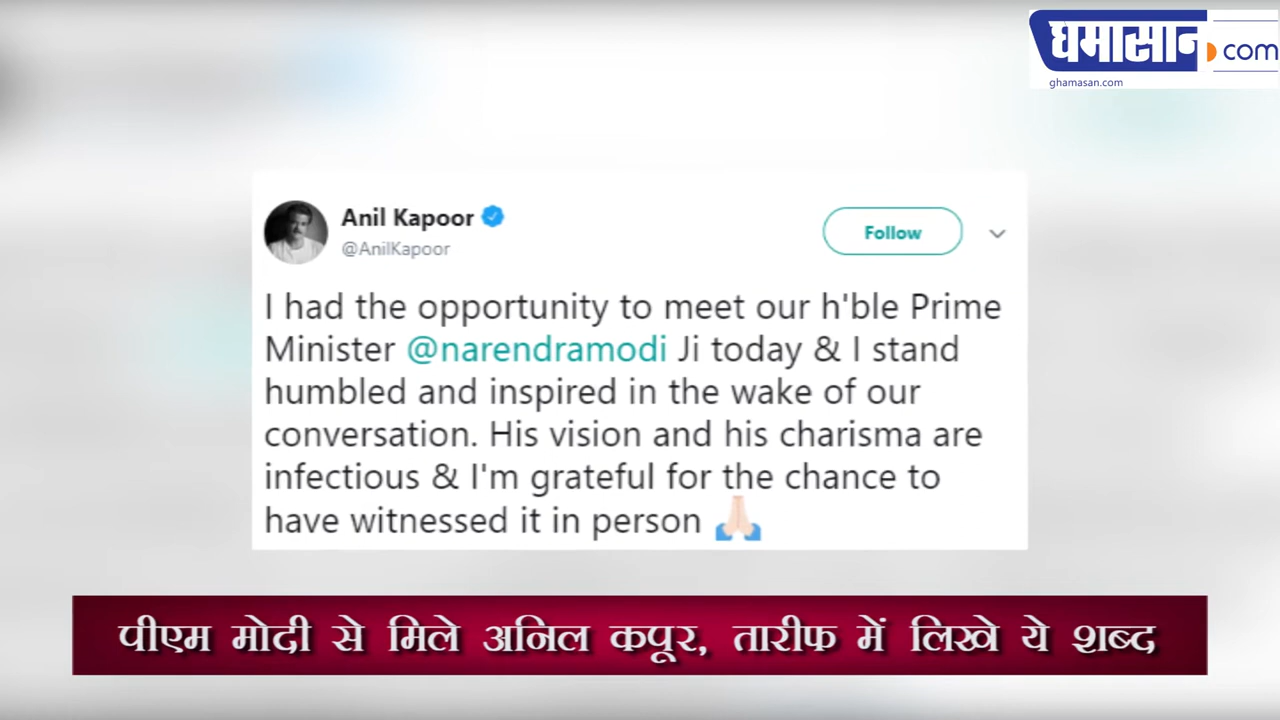 घमासान.com
ghamasan.com
Anil Kapoor
@AnilKapoor
Follow
I had the opportunity to meet our h'ble Prime
Minister @narendramodi Ji today & I stand
humbled and inspired in the wake of our
conversation. His vision and his charisma are
infectious & I'm grateful for the chance to
have witnessed it in person 🙏🏻
पीएम मोदी से मिले अनिल कपूर, तारीफ में लिखे ये शब्द